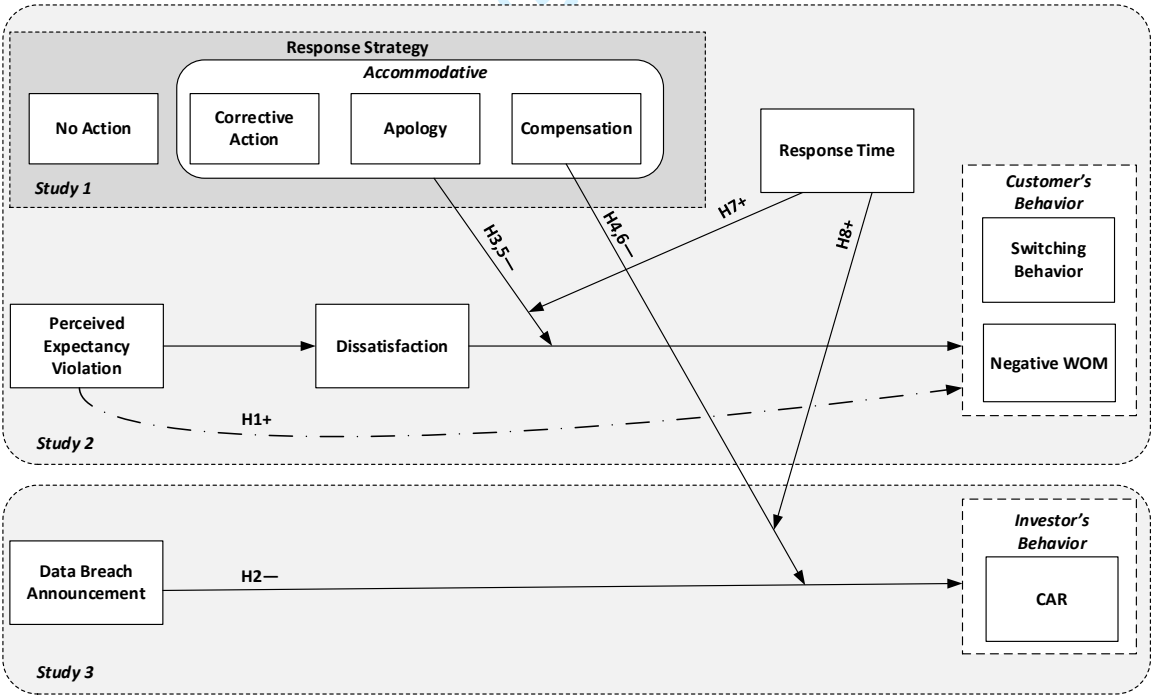 Response Strategy
Accommodative
No Action
Corrective
Action
Apology
Compensation
Study 1
Response Time
Customer's
Behavior
Switching
Behavior
Negative WOM
H3,5—
H4,6—
H7+
H8+
Perceived
Expectancy
Violation
Dissatisfaction
H1+
Study 2
Data Breach
Announcement
H2—
Investor's
Behavior
CAR
Study 3